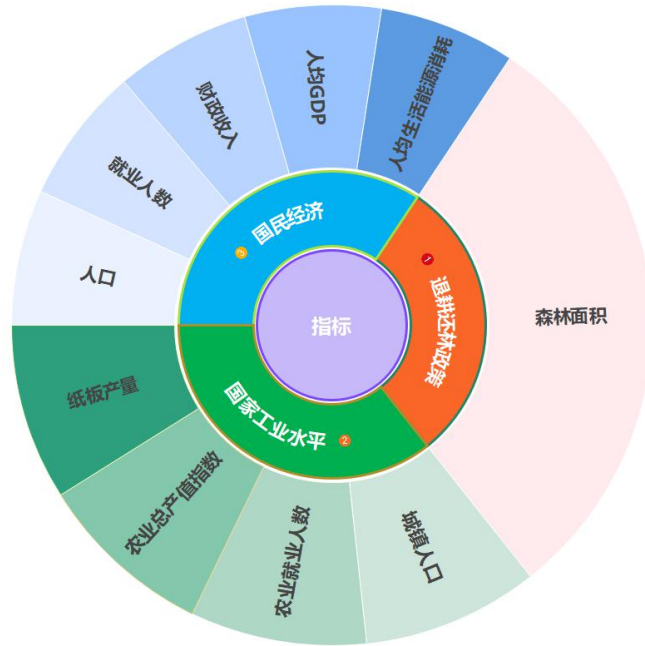 指标
1 退耕还林政策
森林面积
2 国家工业水平
城镇人口
农业就业人数
农业总产值指数
纸板产量
3 国民经济
人口
就业人数
财政收入
人均GDP
人均生活能源消耗